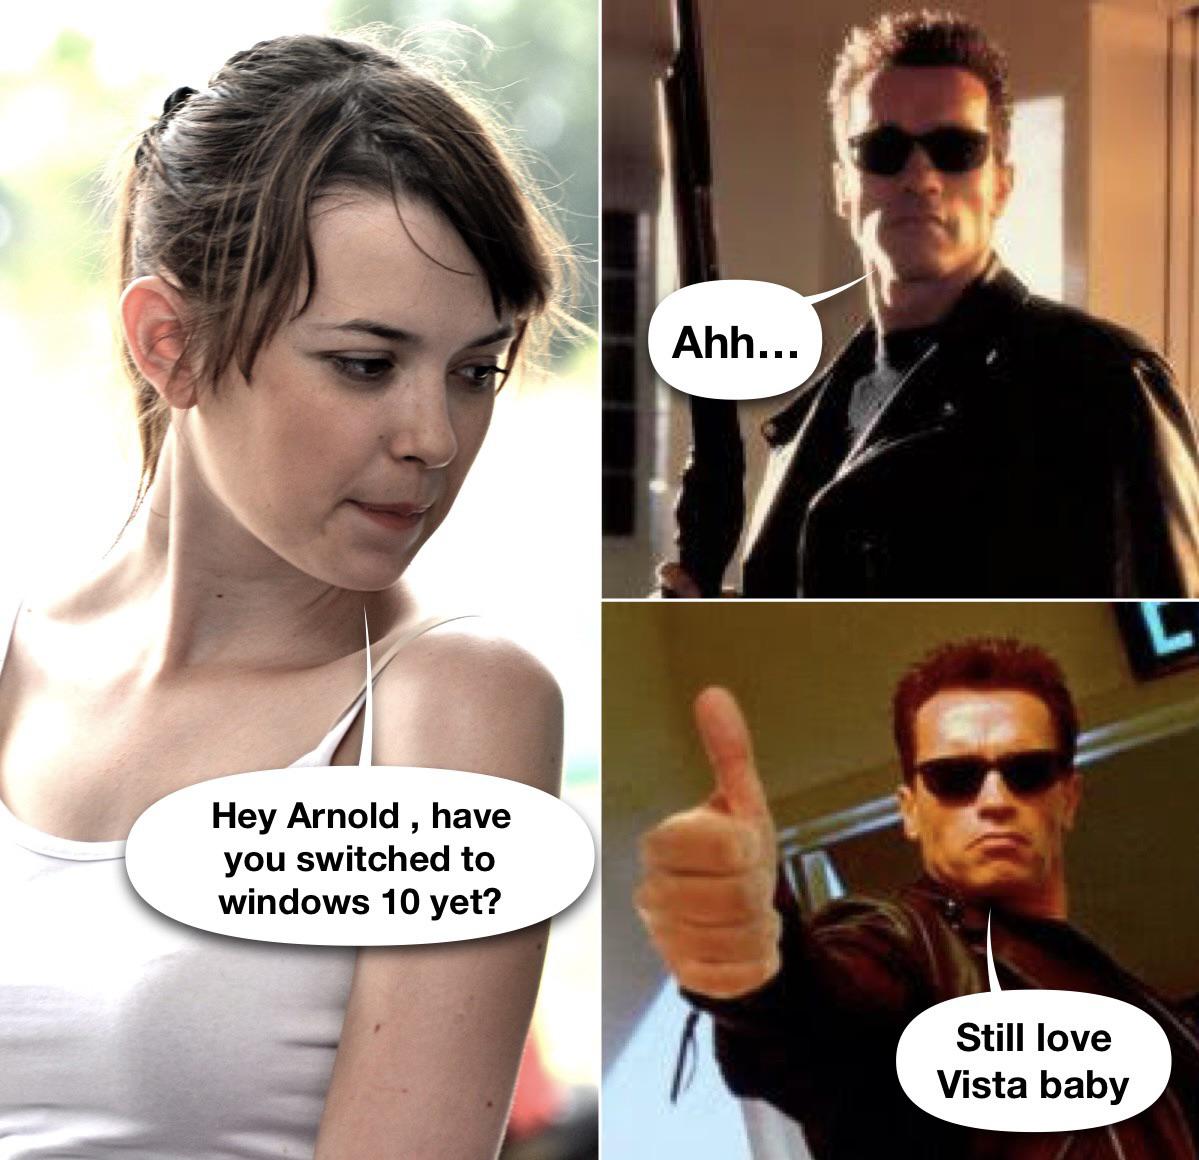 Hey Arnold , have
you switched to
windows 10 yet?
Ahh...
Still love
Vista baby